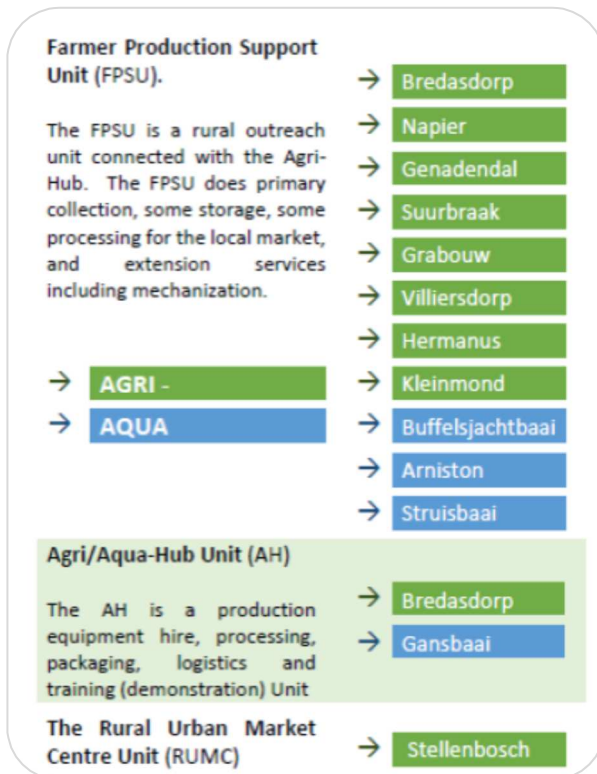 Farmer Production Support
Unit (FPSU).
The FPSU is a rural outreach
unit connected with the Agri-
Hub. The FPSU does primary
collection, some storage, some
processing for the local market,
and extension services
including mechanization.
→ AGRI -
→ AQUA
→ Bredasdorp
→ Napier
→ Genadendal
→ Suurbraak
→ Grabouw
→ Villiersdorp
→ Hermanus
→ Kleinmond
→ Buffelsjachtbaai
→ Arniston
→ Struisbaai
Agri/Aqua-Hub Unit (AH)
The AH is a production
equipment hire, processing,
packaging, logistics and
training (demonstration) Unit
→ Bredasdorp
→ Gansbaai
The Rural Urban Market
Centre Unit (RUMC)
→ Stellenbosch